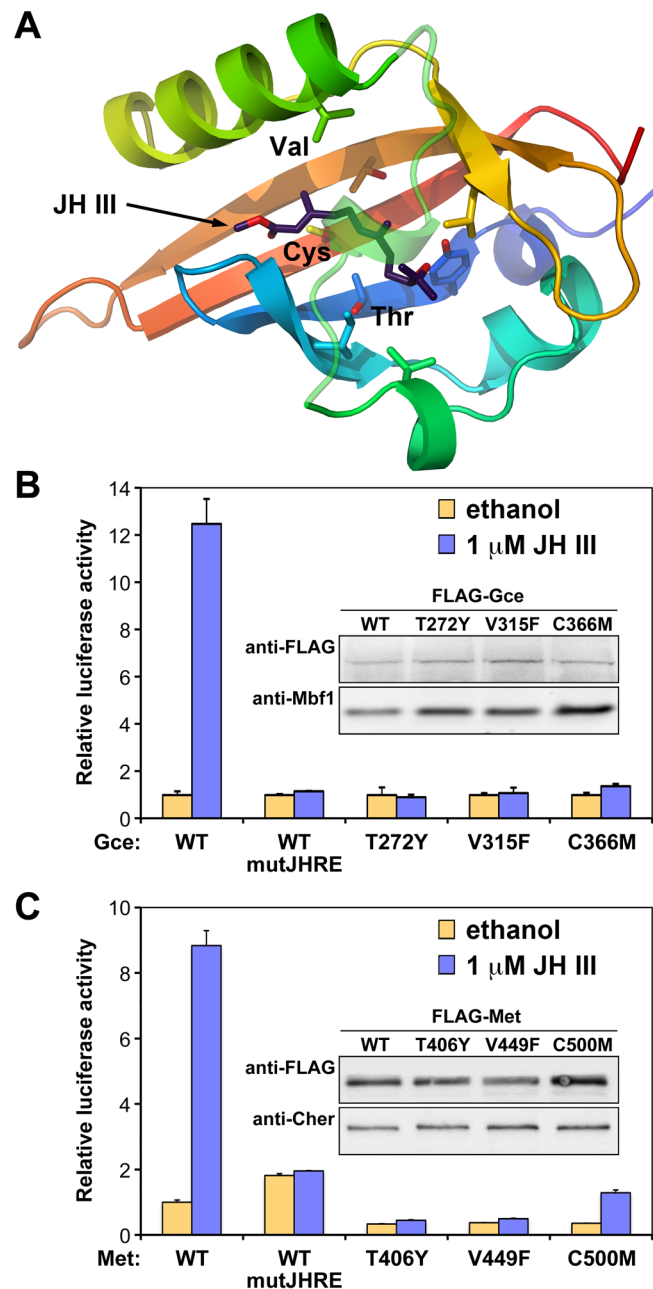 A
Val
JH III
Cys
Thr
B
14
12
10
8
6
4
2
0
Relative luciferase activity
ethanol
1 μM JH III
FLAG-Gce
WT T272Y V315F C366M
anti-FLAG
anti-Mbf1
Gce: WT WT T272Y V315F C366M
mutJHRE
C
10
8
6
4
2
0
Relative luciferase activity
ethanol
1 μM JH III
FLAG-Met
WT T406Y V449F C500M
anti-FLAG
anti-Cher
Met: WT WT T406Y V449F C500M
mutJHRE